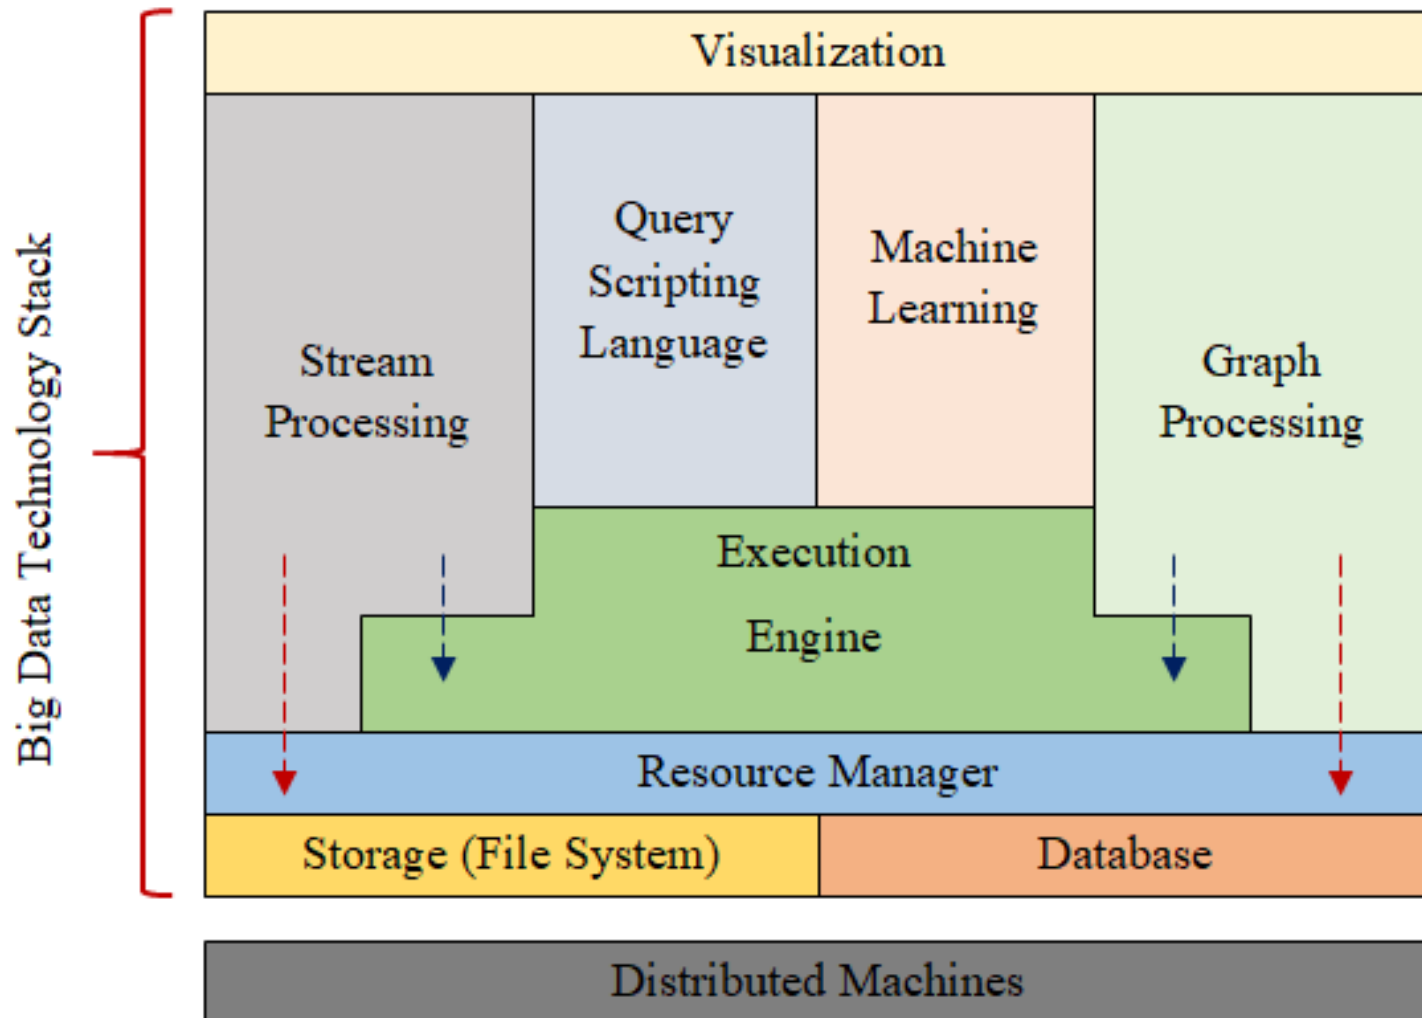 Big Data Technology Stack
Visualization
Stream
Processing
Query
Scripting
Language
Machine
Learning
Graph
Processing
Execution
Engine
Resource Manager
Storage (File System)
Database
Distributed Machines